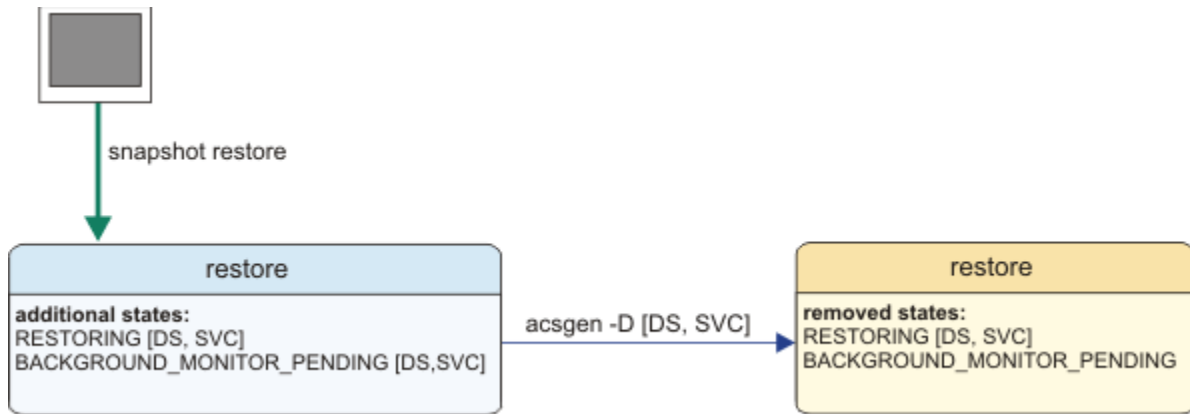 snapshot restore
restore
additional states:
RESTORING [DS, SVC]
BACKGROUND_MONITOR_PENDING [DS,SVC]
acsgen -D [DS, SVC]
restore
removed states:
RESTORING [DS, SVC]
BACKGROUND_MONITOR_PENDING